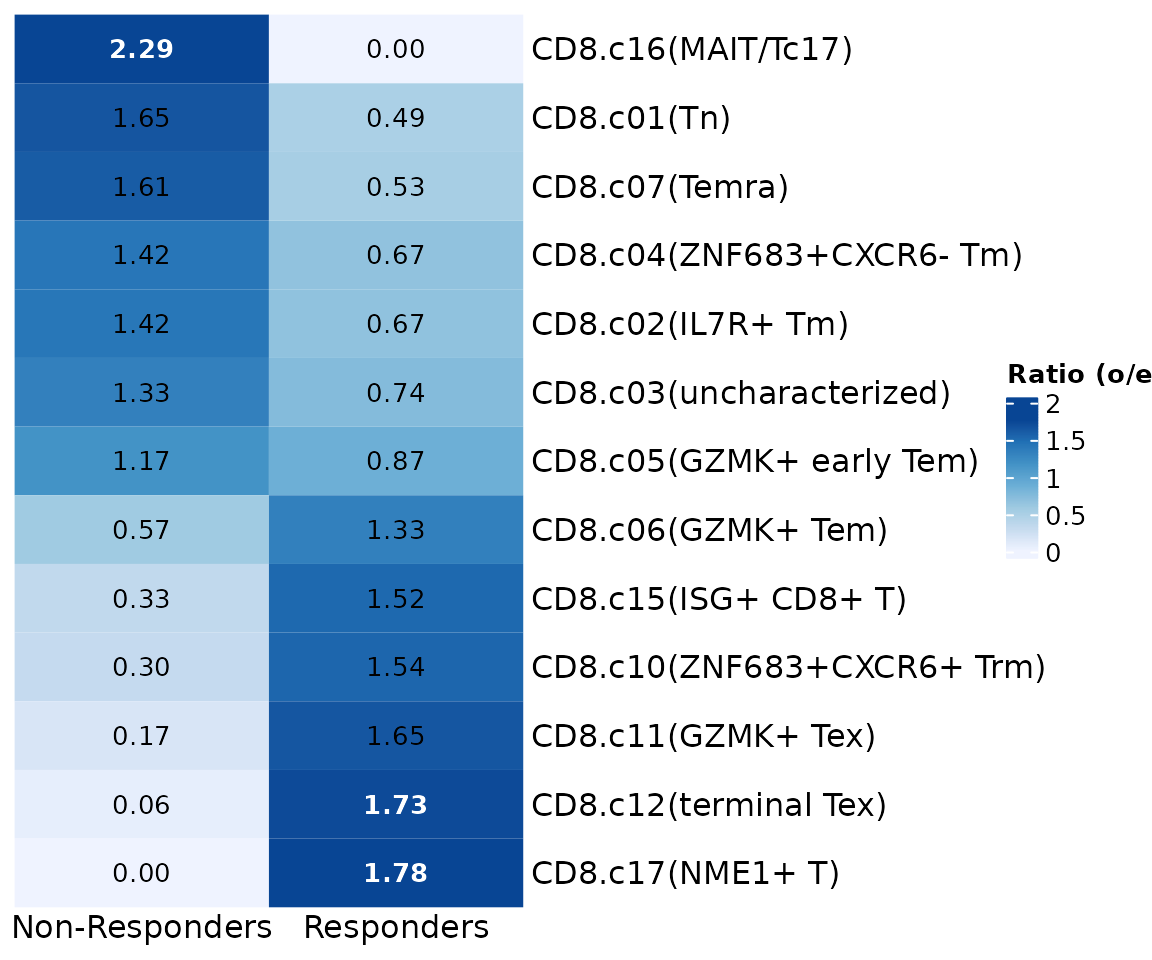 2.29 0.00 CD8.c16(MAIT/Tc17)
1.65 0.49 CD8.c01(Tn)
1.61 0.53 CD8.c07(Temra)
1.42 0.67 CD8.c04(ZNF683+CXCR6- Tm)
1.42 0.67 CD8.c02(IL7R+ Tm)
1.33 0.74 CD8.c03(uncharacterized)
1.17 0.87 CD8.c05(GZMK+ early Tem)
0.57 1.33 CD8.c06(GZMK+ Tem)
0.33 1.52 CD8.c15(ISG+ CD8+ T)
0.30 1.54 CD8.c10(ZNF683+CXCR6+ Trm)
0.17 1.65 CD8.c11(GZMK+ Tex)
0.06 1.73 CD8.c12(terminal Tex)
0.00 1.78 CD8.c17(NME1+ T)
Non-Responders Responders
Ratio (o/e
2
1.5
1
0.5
0